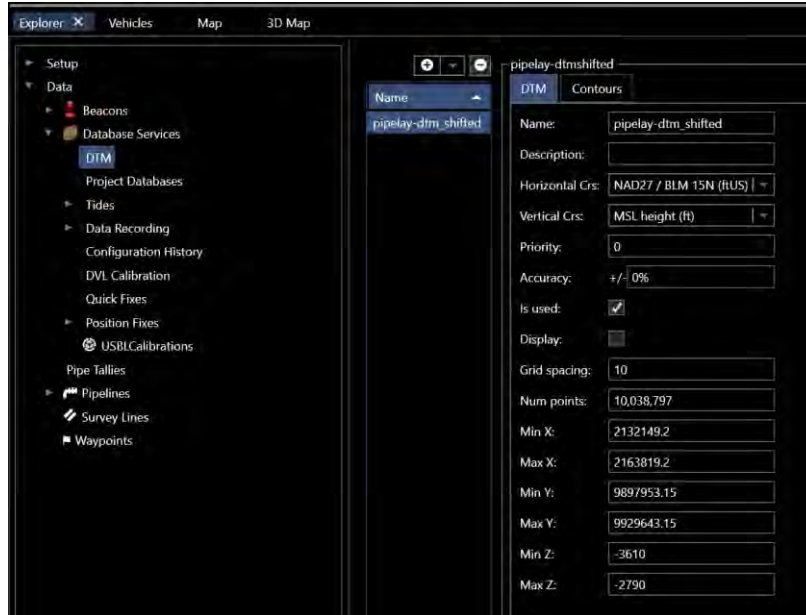 Explorer Vehicles Map 3D Map
Setup
Data
Beacons
Database Services
DTM
Project Databases
Tides
Data Recording
Configuration History
DVL Calibration
Quick Fixes
Position Fixes
USBLCalibrations
Pipe Tallies
Pipelines
Survey Lines
Waypoints
Name
pipelay-dtm_shifted
pipelay-dtmshifted
DTM Contours
Name: pipelay-dtm_shifted
Description:
Horizontal Crs: NAD27 / BLM 15N (ftUS)
Vertical Crs: MSL height (ft)
Priority: 0
Accuracy: +/- 0%
Is used:
Display:
Grid spacing: 10
Num points: 10,038,797
Min X: 2132149.2
Max X: 2163819.2
Min Y: 9897953.15
Max Y: 9929643.15
Min Z: -3610
Max Z: -2790